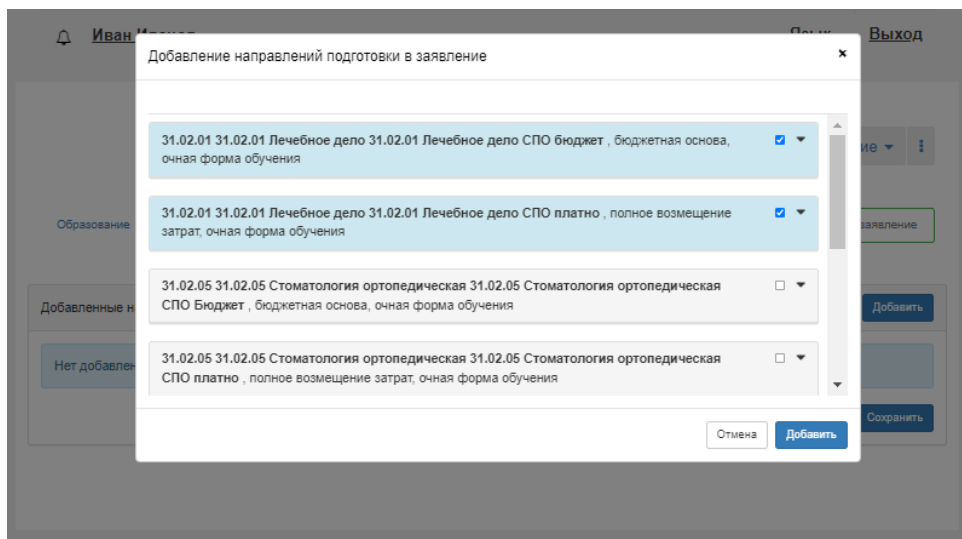 Иван
Выход
Добавление направлений подготовки в заявление
×
31.02.01 31.02.01 Лечебное дело 31.02.01 Лечебное дело СПО бюджет , бюджетная основа,
очная форма обучения
ие
Образование
31.02.01 31.02.01 Лечебное дело 31.02.01 Лечебное дело СПО платно , полное возмещение
затрат, очная форма обучения
заявление
31.02.05 31.02.05 Стоматология ортопедическая 31.02.05 Стоматология ортопедическая
СПО Бюджет , бюджетная основа, очная форма обучения
Добавленные н
Добавить
31.02.05 31.02.05 Стоматология ортопедическая 31.02.05 Стоматология ортопедическая
СПО платно , полное возмещение затрат, очная форма обучения
Нет добавлен
Сохранить
Отмена
Добавить